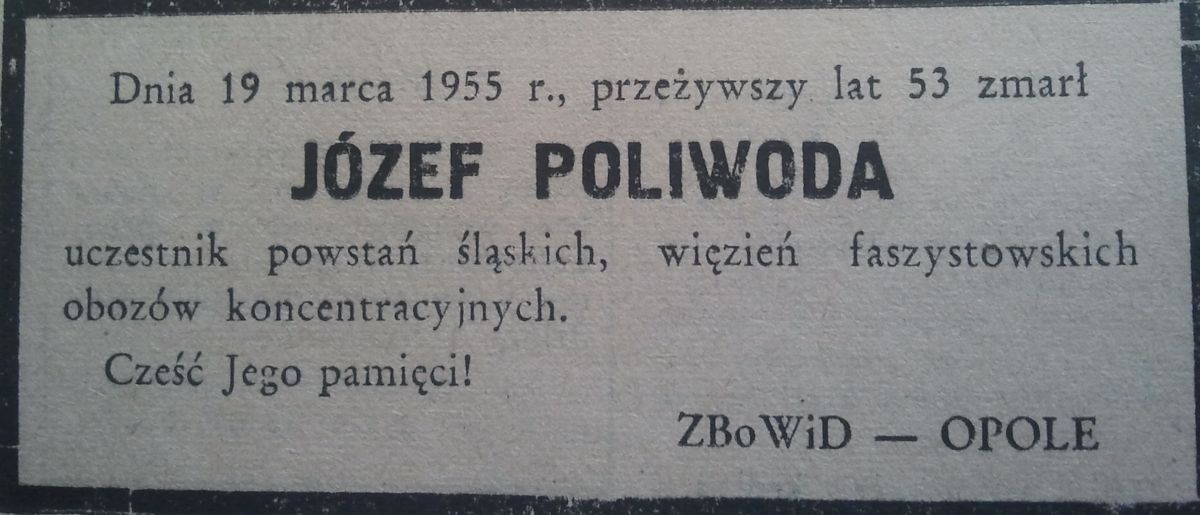 Dnia 19 marca 1955 r., przeżywszy lat 53 zmarł
JÓZEF POLIWODA
uczestnik powstań śląskich, więzień faszystowskich
obozów koncentracyjnych.
Cześć Jego pamięci!
ZBoWiD — OPOLE